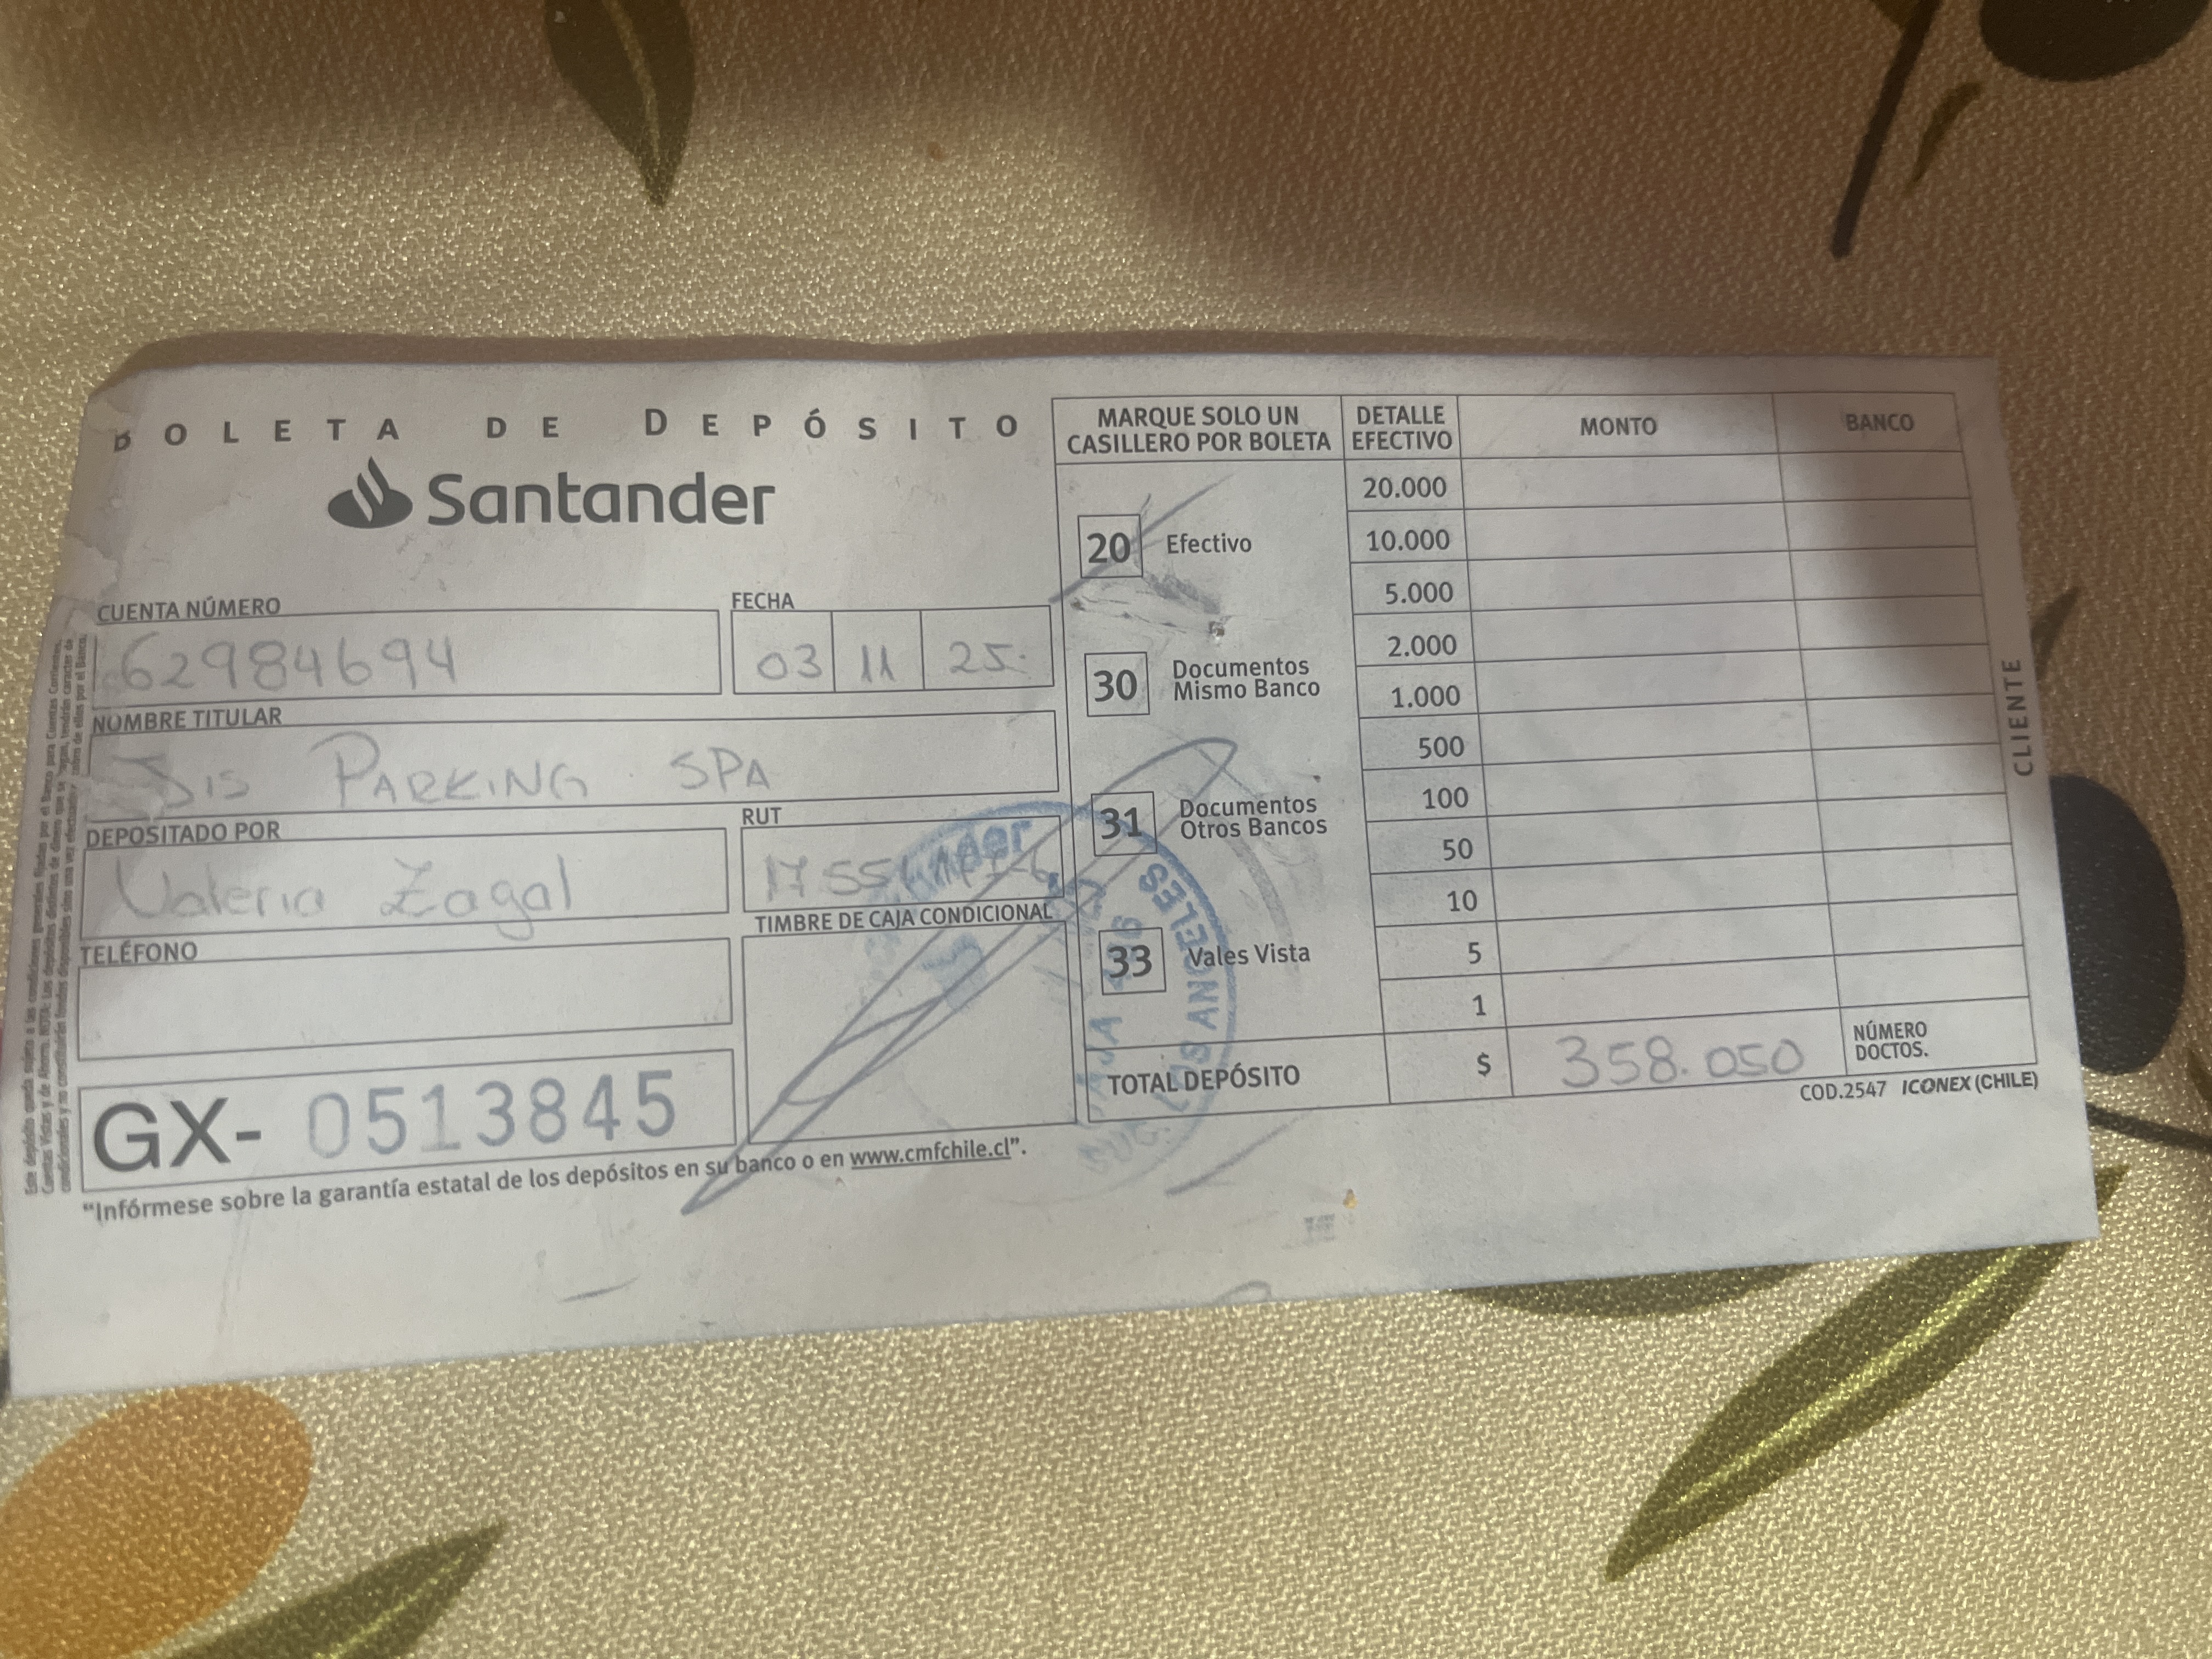 BOLETA DE DEPÓSITO
Santander
CUENTA NÚMERO
62984694
FECHA
03 11 25.
NOMBRE TITULAR
Jis PARKING SPA
DEPOSITADO POR
Valeria Zagal
RUT
TELÉFONO
TIMBRE DE CAJA CONDICIONAL
GX- 0513845
"Infórmese sobre la garantía estatal de los depósitos en su banco o en www.cmfchile.cl".
MARQUE SOLO UN CASILLERO POR BOLETA
20 Efectivo
30 Documentos Mismo Banco
31 Documentos Otros Bancos
33 Vales Vista
DETALLE EFECTIVO
MONTO
BANCO
20.000
10.000
5.000
2.000
1.000
500
100
50
10
5
1
TOTAL DEPÓSITO $ 358.050
NÚMERO DOCTOS.
COD.2547 ICONEX (CHILE)
CLIENTE
LOS ANGELES